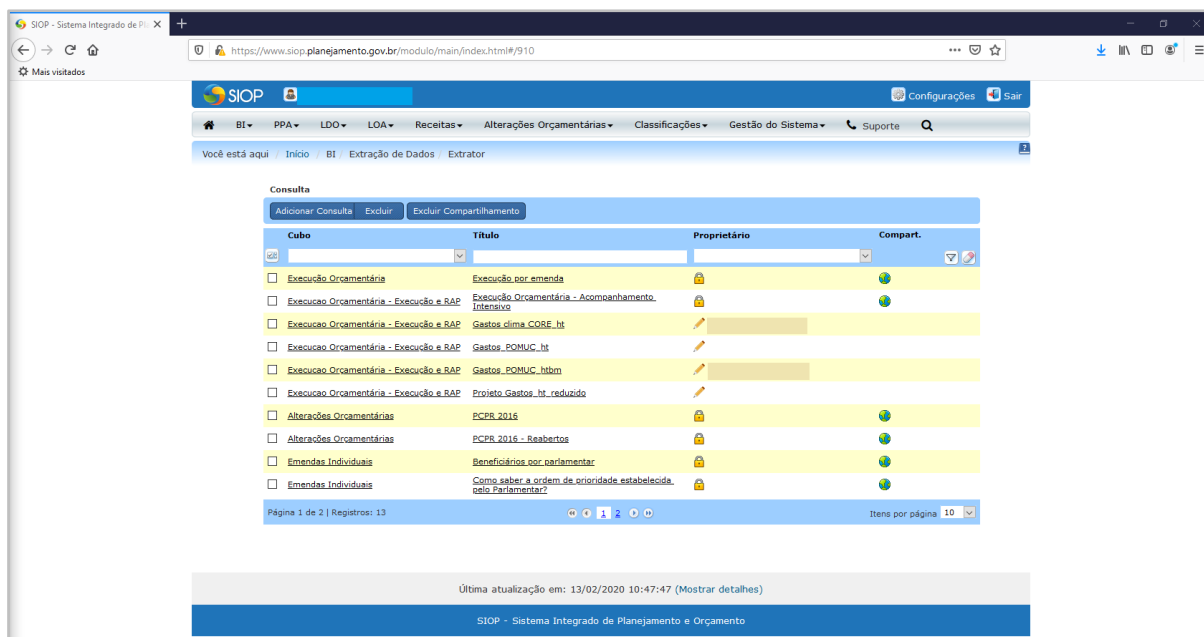 SIOP - Sistema Integrado de Pl
https://www.siop.planejamento.gov.br/modulo/main/index.html#/910
Mais visitados
SIOP
Configurações Sair
BI PPA LDO LOA Receitas Alterações Orçamentárias Classificações Gestão do Sistema Suporte
Você está aqui / Início / BI / Extração de Dados / Extrator
?
Consulta
Adicionar Consulta Excluir Excluir Compartilhamento
Cubo Título Proprietário Compart.
Execução Orçamentária Execução por emenda
Execucao Orçamentária - Execução e RAP Execução Orçamentária - Acompanhamento
Intensivo
Execucao Orçamentária - Execução e RAP Gastos clima CORE_ht
Execucao Orçamentária - Execução e RAP Gastos_POMUC_ht
Execucao Orçamentária - Execução e RAP Gastos_POMUC_htbm
Execucao Orçamentária - Execução e RAP Projeto Gastos_ht_reduzido
Alterações Orçamentárias PCPR 2016
Alterações Orçamentárias PCPR 2016 - Reabertos
Emendas Individuais Beneficiários por parlamentar
Emendas Individuais Como saber a ordem de prioridade estabelecida
pelo Parlamentar?
Página 1 de 2 | Registros: 13 1 2 Itens por página 10
Última atualização em: 13/02/2020 10:47:47 (Mostrar detalhes)
SIOP - Sistema Integrado de Planejamento e Orçamento